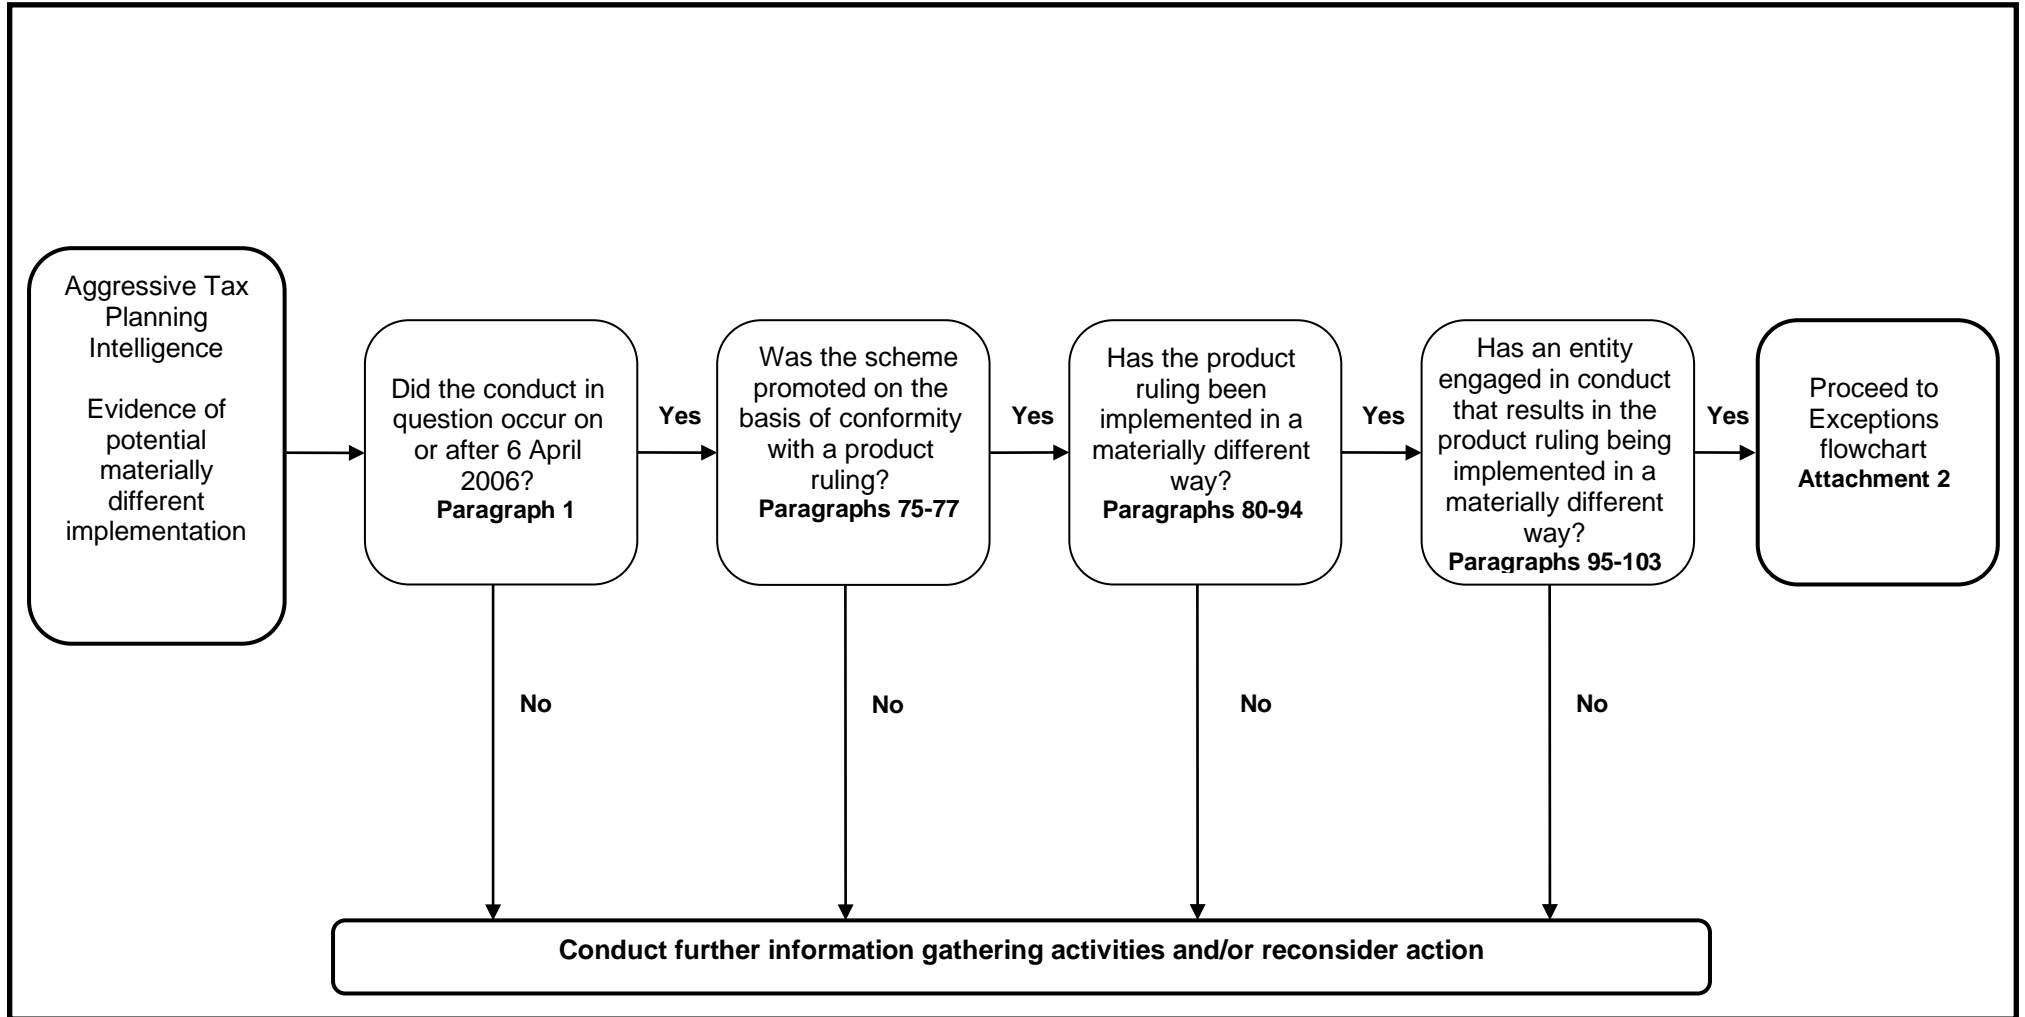 Aggressive Tax
Planning
Intelligence
Evidence of
potential
materially
different
implementation
Did the conduct in
question occur on
or after 6 April
2006?
Paragraph 1
Yes
Was the scheme
promoted on the
basis of conformity
with a product
ruling?
Paragraphs 75-77
Yes
Has the product
ruling been
implemented in a
materially different
way?
Paragraphs 80-94
Yes
Has an entity
engaged in conduct
that results in the
product ruling being
implemented in a
materially different
way?
Paragraphs 95-103
Yes
Proceed to
Exceptions
flowchart
Attachment 2
No
No
No
No
Conduct further information gathering activities and/or reconsider action